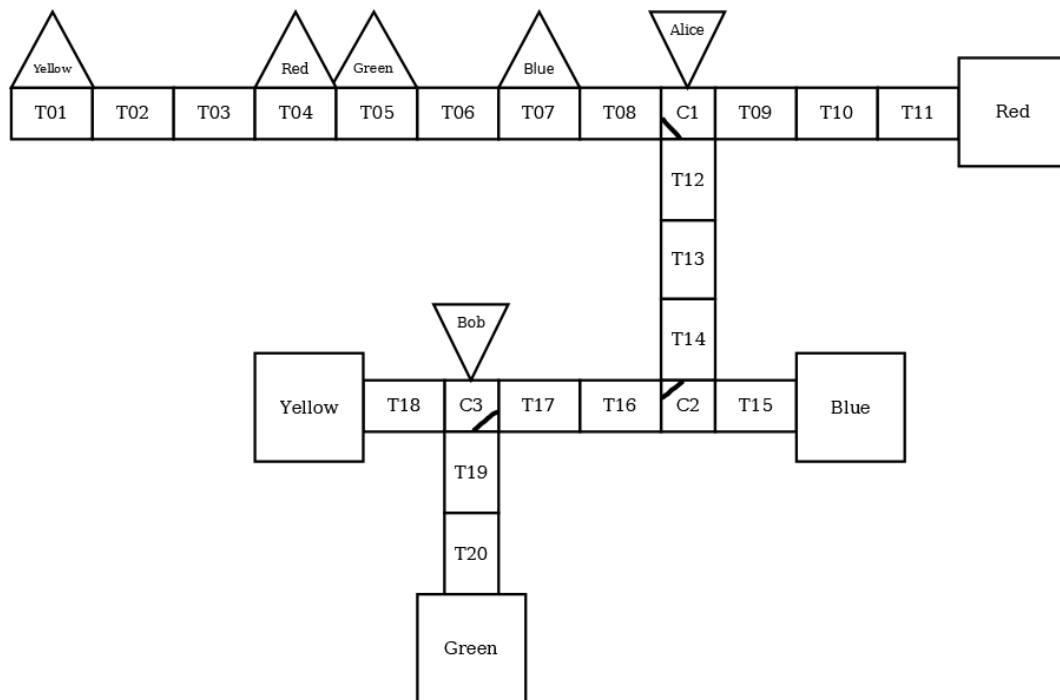 Yellow
Red
Green
Blue
Alice
T01
T02
T03
T04
T05
T06
T07
T08
C1
T09
T10
T11
Red
T12
T13
Bob
T14
Yellow
T18
C3
T17
T16
C2
T15
Blue
T19
T20
Green